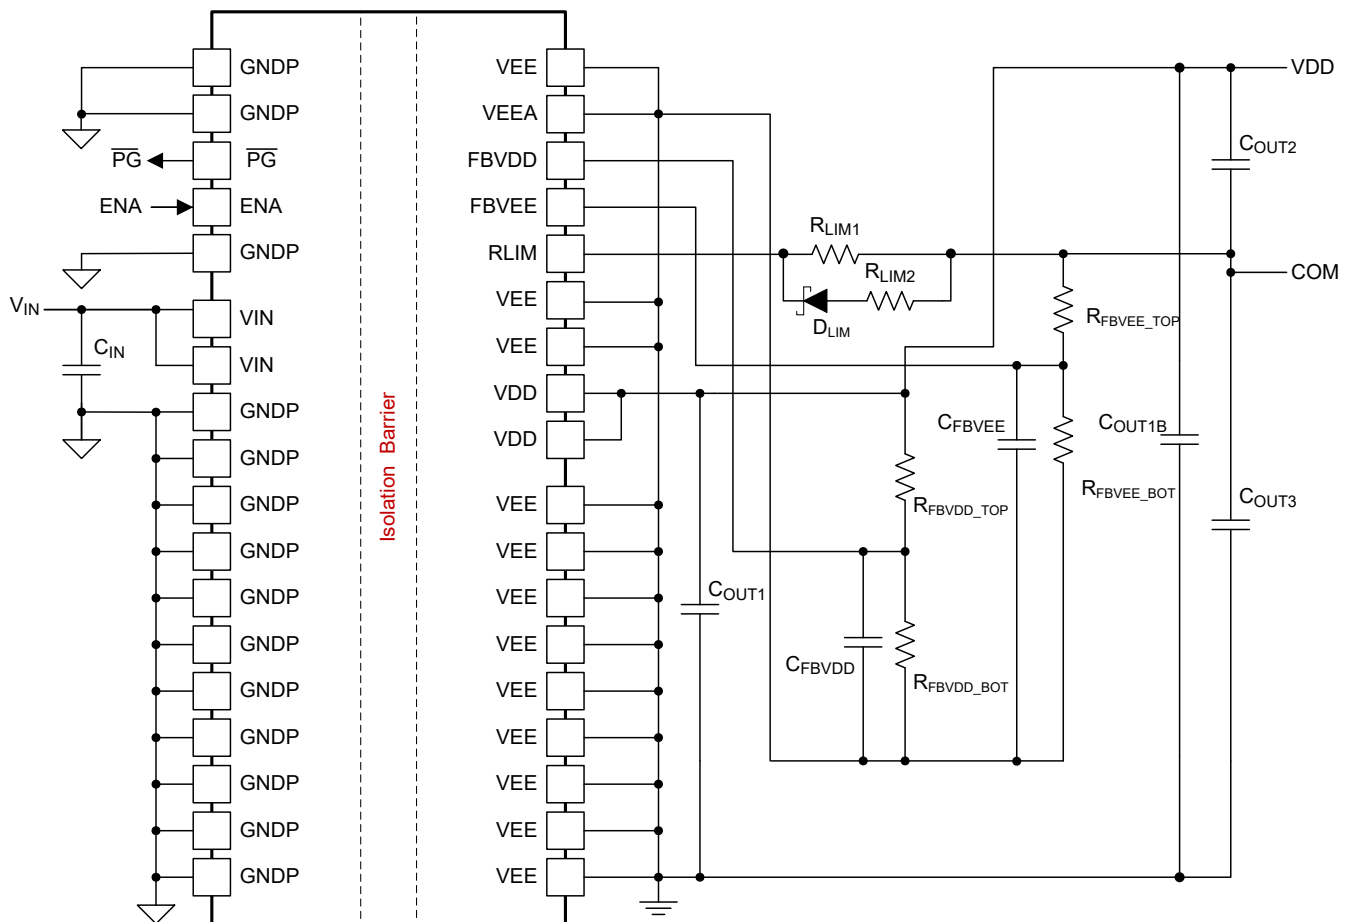 GNDP VEE VDD
GNDP VEEA
P̅G̅ P̅G̅ FBVDD COUT2
ENA ENA FBVEE
RLIM1
GNDP RLIM
RLIM2 COM
VIN VIN VEE
DLIM RFBVEE_TOP
CIN VIN VEE
GNDP VDD
CFBVEE COUT1B
GNDP VDD
RFBVEE_BOT
Isolation Barrier
GNDP VEE RFBVDD_TOP COUT3
GNDP VEE
GNDP VEE COUT1
GNDP VEE
CFBVDD RFBVDD_BOT
GNDP VEE
GNDP VEE
GNDP VEE
GNDP VEE
GNDP VEE